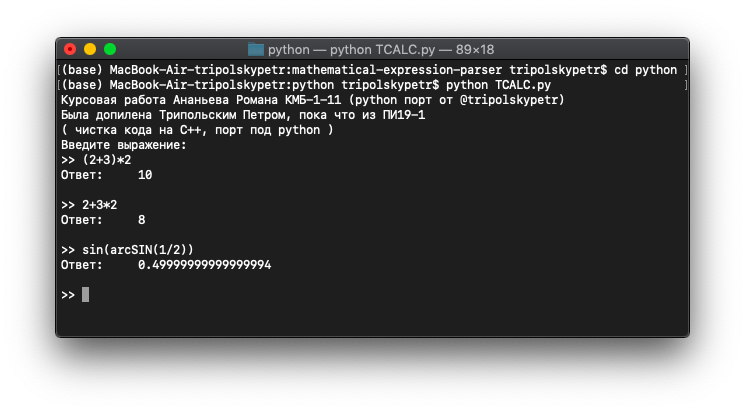 python — python TCALC.py — 89×18
[(base) MacBook-Air-tripolskypetr:mathematical-expression-parser tripolskypetr$ cd python ]
[(base) MacBook-Air-tripolskypetr:python tripolskypetr$ python TCALC.py ]
Курсовая работа Ананьева Романа КМБ-1-11 (python порт от @tripolskypetr)
Была допилена Трипольским Петром, пока что из ПИ19-1
( чистка кода на C++, порт под python )
Введите выражение:
>> (2+3)*2
Ответ: 10
>> 2+3*2
Ответ: 8
>> sin(arcSIN(1/2))
Ответ: 0.49999999999999994
>>